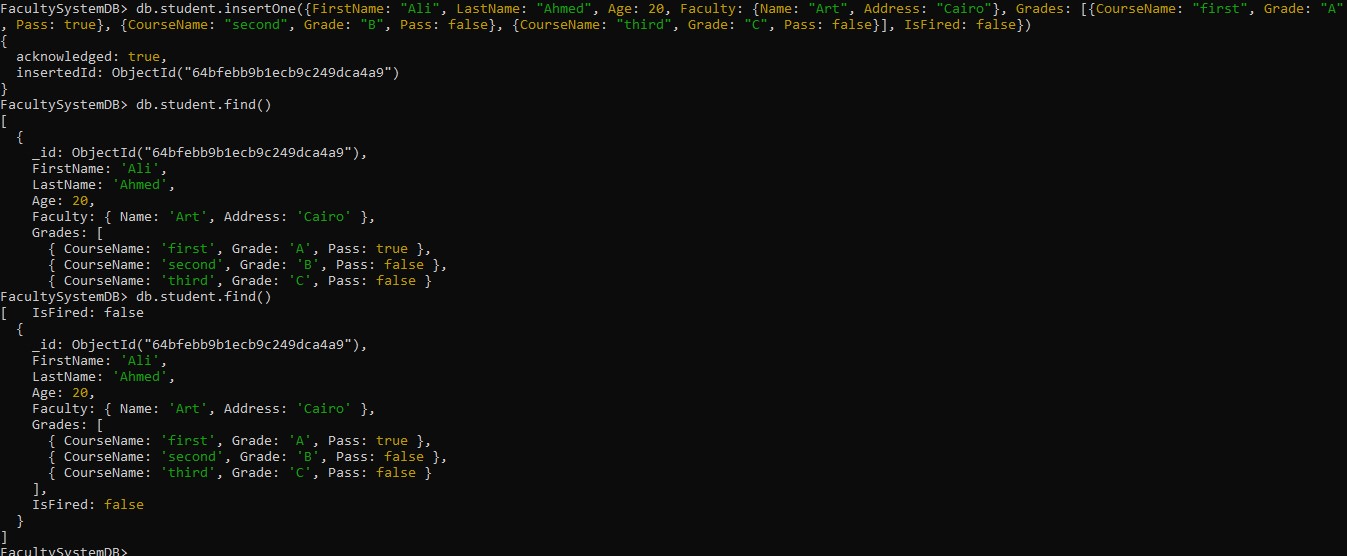 FacultySystemDB> db.student.insertOne({FirstName: "Ali", LastName: "Ahmed", Age: 20, Faculty: {Name: "Art", Address: "Cairo"}, Grades: [{CourseName: "first", Grade: "A"
, Pass: true}, {CourseName: "second", Grade: "B", Pass: false}, {CourseName: "third", Grade: "C", Pass: false}], IsFired: false})
{
  acknowledged: true,
  insertedId: ObjectId("64bfebb9b1ecb9c249dca4a9")
}
FacultySystemDB> db.student.find()
[
  {
    _id: ObjectId("64bfebb9b1ecb9c249dca4a9"),
    FirstName: 'Ali',
    LastName: 'Ahmed',
    Age: 20,
    Faculty: { Name: 'Art', Address: 'Cairo' },
    Grades: [
      { CourseName: 'first', Grade: 'A', Pass: true },
      { CourseName: 'second', Grade: 'B', Pass: false },
      { CourseName: 'third', Grade: 'C', Pass: false }
FacultySystemDB> db.student.find()
[   IsFired: false
  {
    _id: ObjectId("64bfebb9b1ecb9c249dca4a9"),
    FirstName: 'Ali',
    LastName: 'Ahmed',
    Age: 20,
    Faculty: { Name: 'Art', Address: 'Cairo' },
    Grades: [
      { CourseName: 'first', Grade: 'A', Pass: true },
      { CourseName: 'second', Grade: 'B', Pass: false },
      { CourseName: 'third', Grade: 'C', Pass: false }
    ],
    IsFired: false
  }
]
FacultySystemDB>